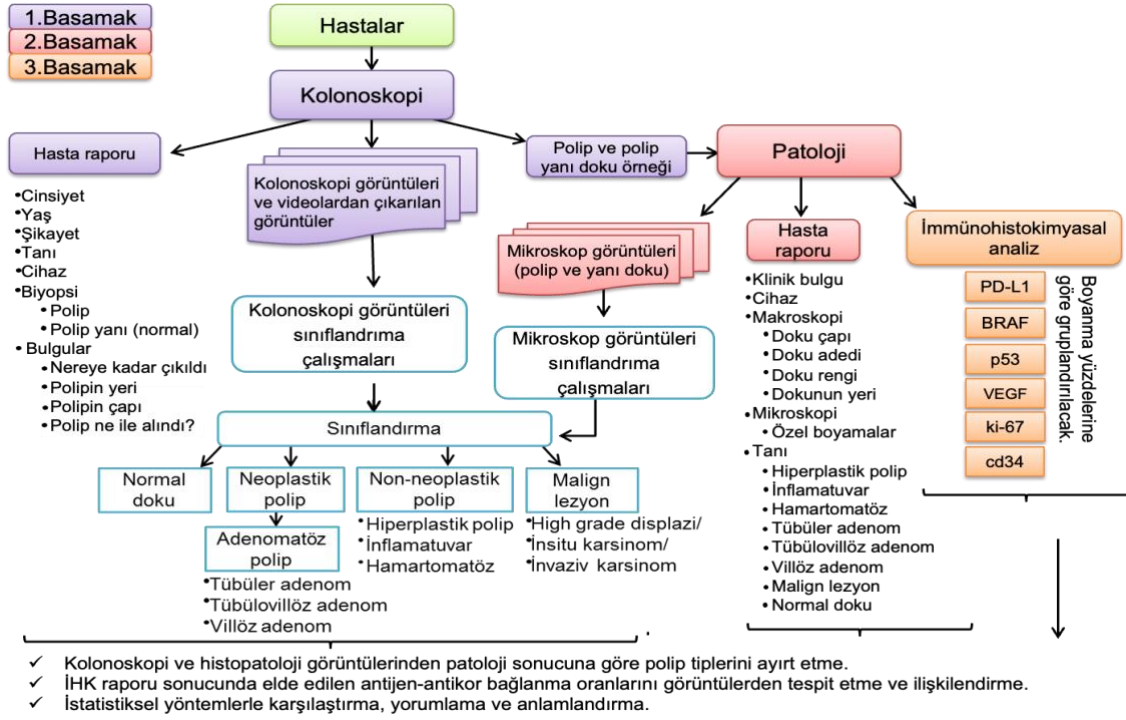 1.Basamak
2.Basamak
3.Basamak
Hastalar
Kolonoskopi
Hasta raporu
•Cinsiyet
•Yaş
•Şikayet
•Tanı
•Cihaz
•Biyopsi
•Polip
•Polip yanı (normal)
• Bulgular
•Nereye kadar çıkıldı
•Polipin yeri
•Polipin çapı
•Polip ne ile alındı?
Kolonoskopi görüntüleri
ve videolardan çıkarılan
görüntüler
Polip ve polip
yanı doku örneği
Patoloji
Mikroskop görüntüleri
(polip ve yanı doku)
Hasta
raporu
İmmünohistokimyasal
analiz
Kolonoskopi görüntüleri
sınıflandrıma
çalışmaları
Mikroskop görüntüleri
sınıflandrıma
çalışmaları
•Klinik bulgu
•Cihaz
•Makroskopi
•Doku çapı
•Doku adedi
•Doku rengi
•Dokunun yeri
•Mikroskopi
•Özel boyamalar
•Tanı
•Hiperplastik polip
•İnflamatuvar
•Hamartomatöz
•Tübüler adenom
•Tübülovillöz adenom
•Villöz adenom
•Malign lezyon
•Normal doku
PD-L1
BRAF
p53
VEGF
ki-67
cd34
Boyanma yüzdelerine
göre gruplandırılacak.
Sınıflandırma
Normal
doku
Neoplastik
polip
Non-neoplastik
polip
Malign
lezyon
Adenomatöz
polip
•Tübüler adenom
•Tübülovillöz adenom
•Villöz adenom
•Hiperplastik polip
•İnflamatuvar
•Hamartomatöz
•High grade displazi/
•İnsitu karsinom/
•İnvaziv karsinom
✓ Kolonoskopi ve histopatoloji görüntülerinden patoloji sonucuna göre polip tiplerini ayırt etme.
✓ İHK raporu sonucunda elde edilen antijen-antikor bağlanma oranlarını görüntülerden tespit etme ve ilişkilendirme.
✓ İstatistiksel yöntemlerle karşılaştırma, yorumlama ve anlamlandırma.